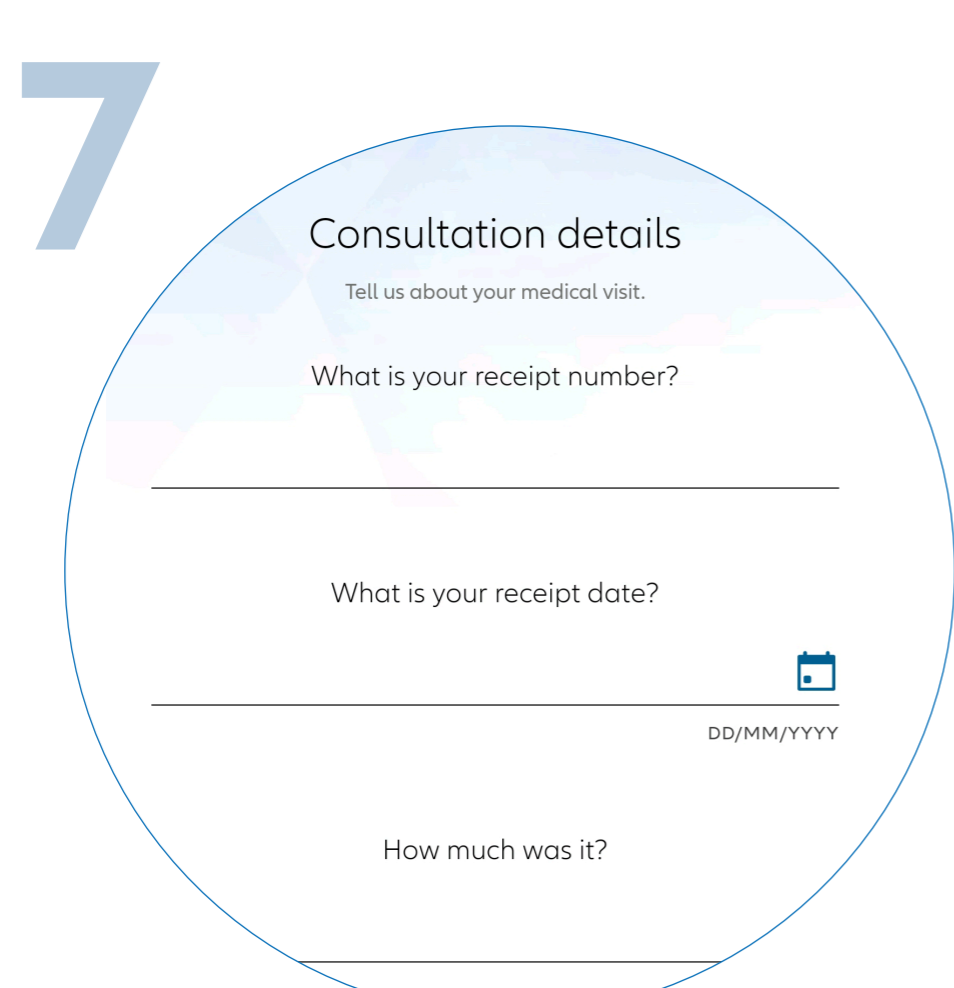 7
Consultation details
Tell us about your medical visit.
What is your receipt number?
What is your receipt date?
DD/MM/YYYY
How much was it?